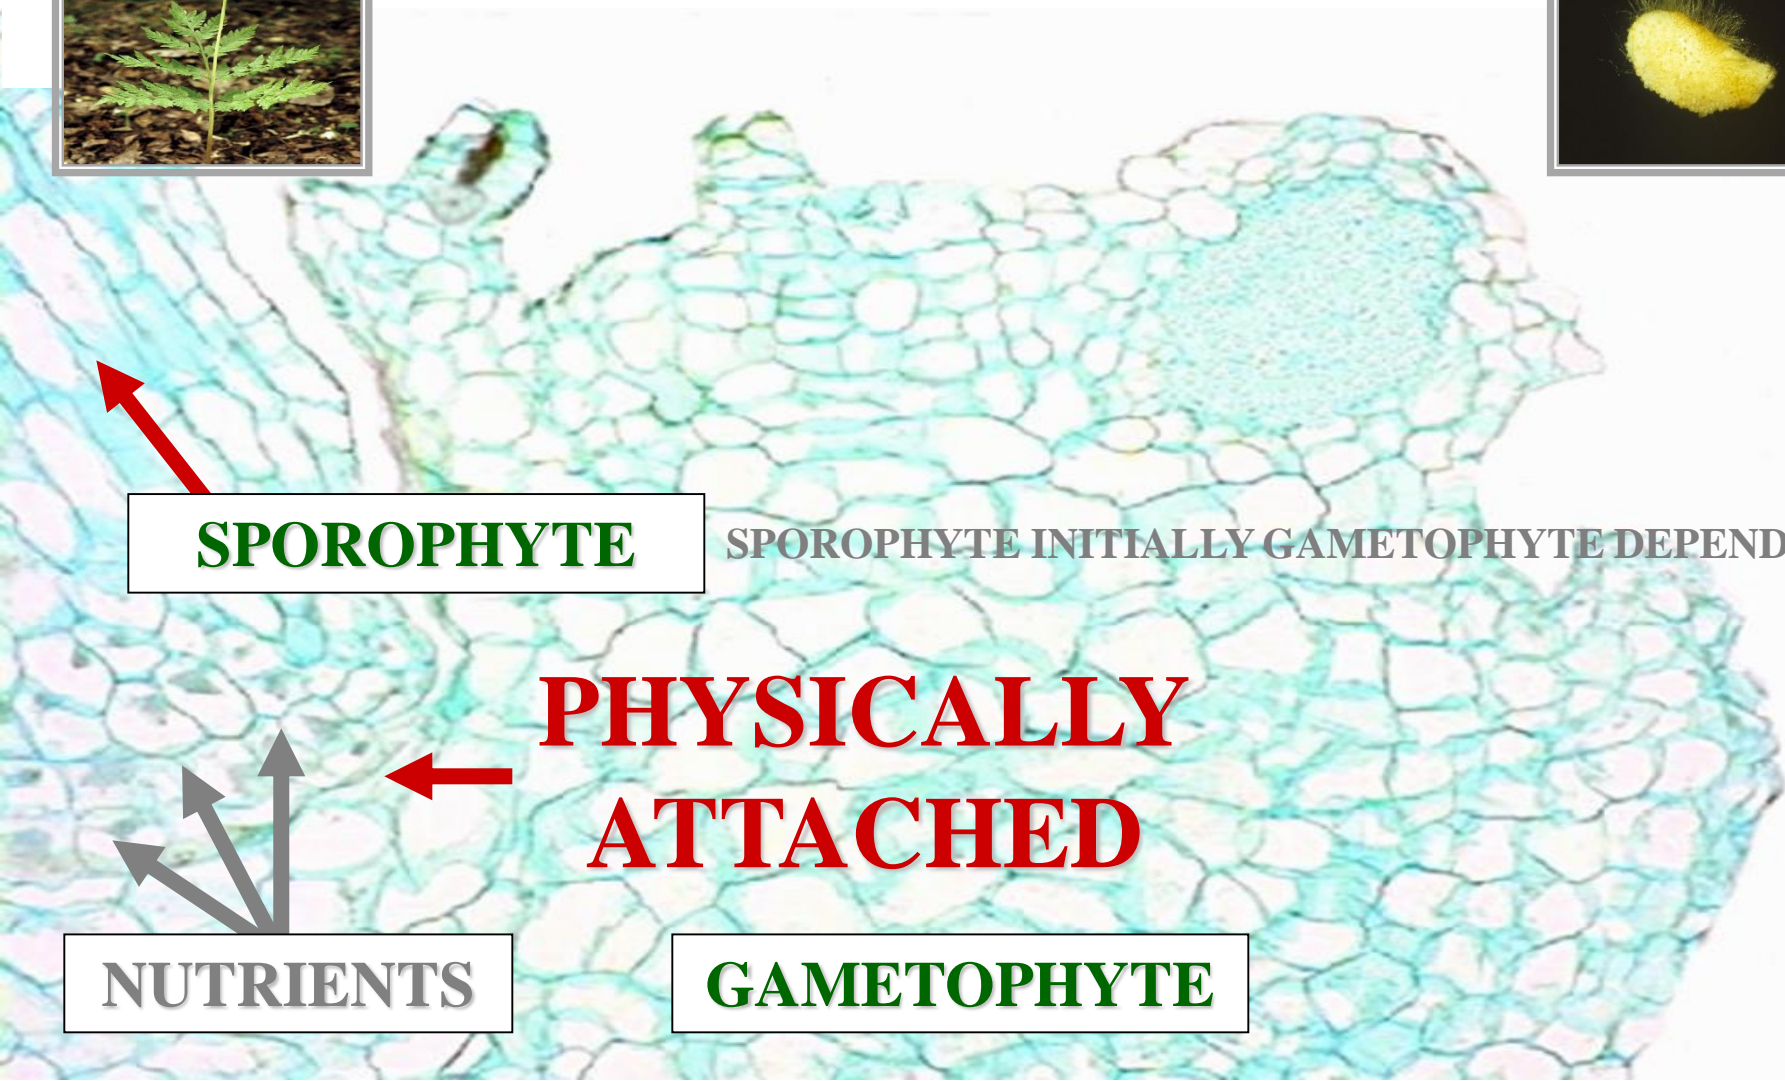 SPOROPHYTE
SPOROPHYTE INITIALLY GAMETOPHYTE DEPEND
PHYSICALLY
ATTACHED
NUTRIENTS
GAMETOPHYTE